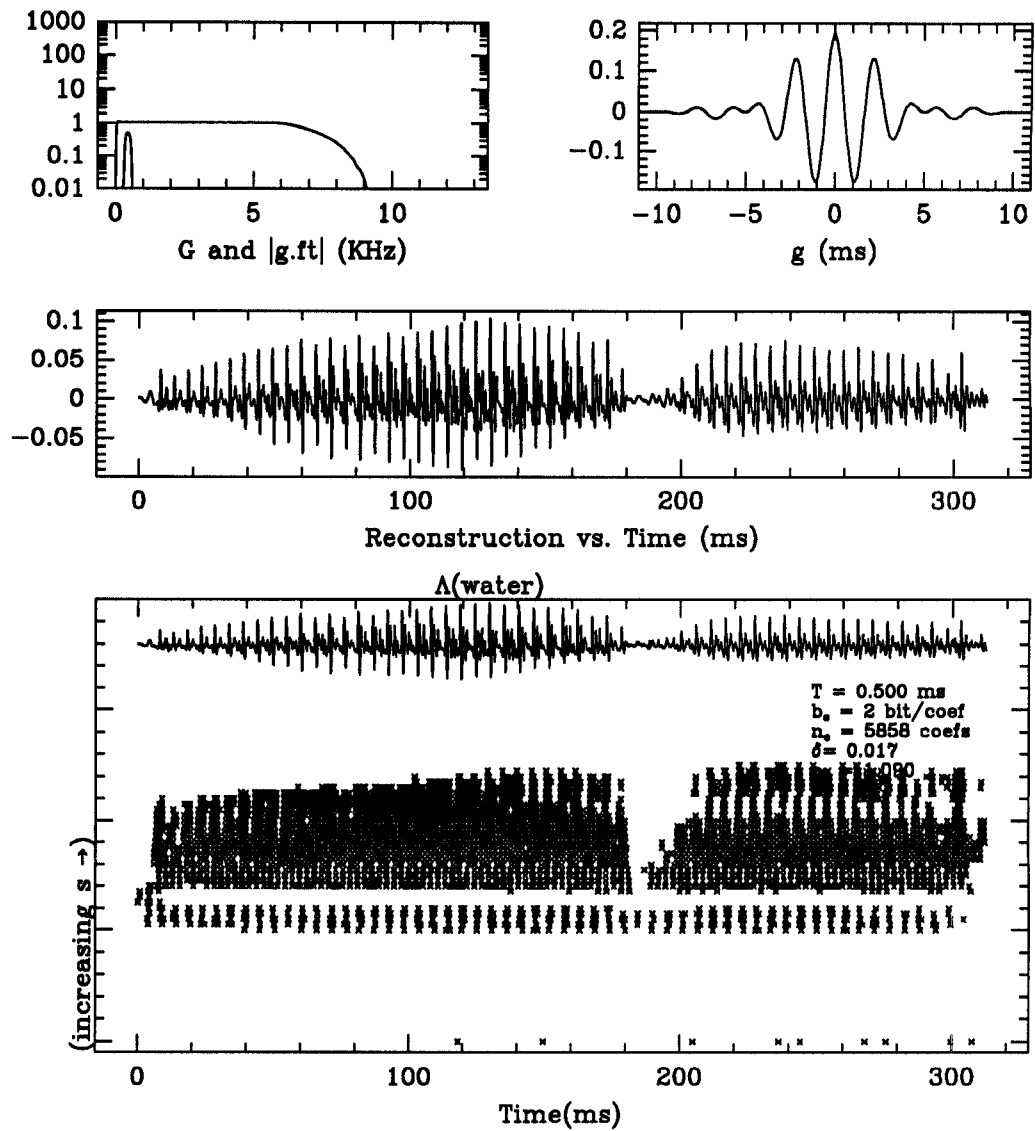 1000
100
10
1
0.1
0.01
0 5 10
G and |g.ft| (KHz)
0.2
0.1
0
−0.1
−10 −5 0 5 10
g (ms)
0.1
0.05
0
−0.05
0 100 200 300
Reconstruction vs. Time (ms)
Λ(water)
T = 0.500 ms
bₑ = 2 bit/coef
nₑ = 5858 coefs
δ= 0.017
(increasing s →)
0 100 200 300
Time(ms)